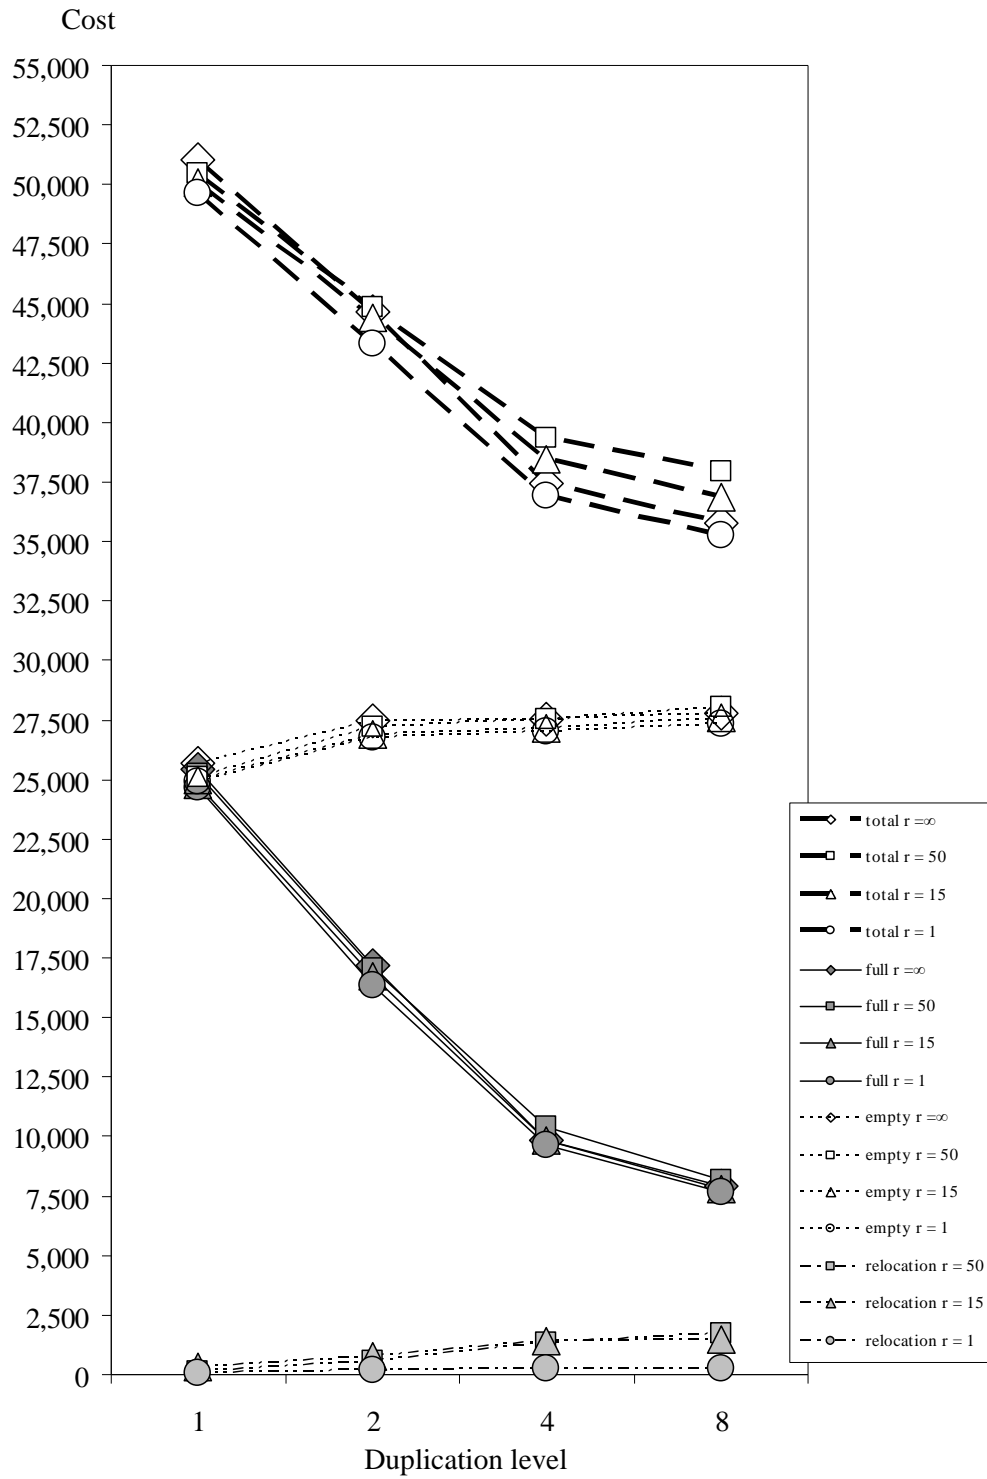 Cost
55,000
52,500
50,000
47,500
45,000
42,500
40,000
37,500
35,000
32,500
30,000
27,500
25,000
22,500
20,000
17,500
15,000
12,500
10,000
7,500
5,000
2,500
0
1 2 4 8
Duplication level
total r =∞
total r = 50
total r = 15
total r = 1
full r =∞
full r = 50
full r = 15
full r = 1
empty r =∞
empty r = 50
empty r = 15
empty r = 1
relocation r = 50
relocation r = 15
relocation r = 1